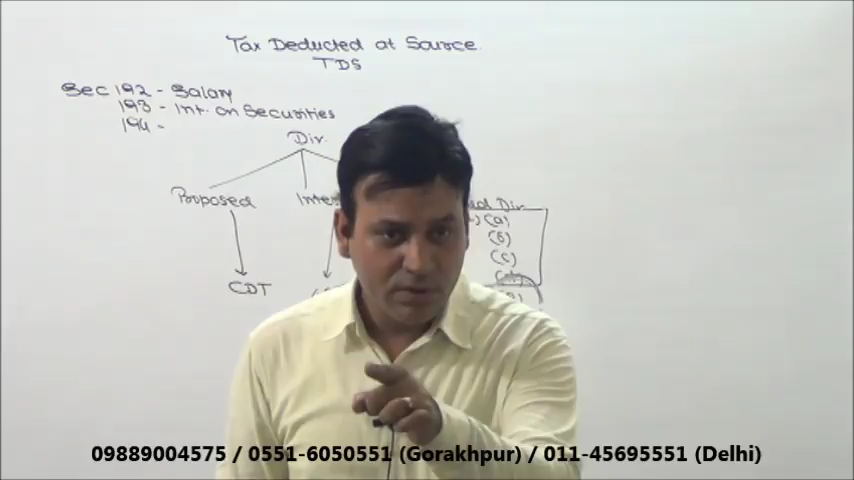 Tax Deducted at Source
TDS
Sec 192 - Salary
193 - Int. on Securities
194 -
Div.
Proposed
Div.
(a)
(b)
(c)
CDT
09889004575 / 0551-6050551 (Gorakhpur) / 011-45695551 (Delhi)